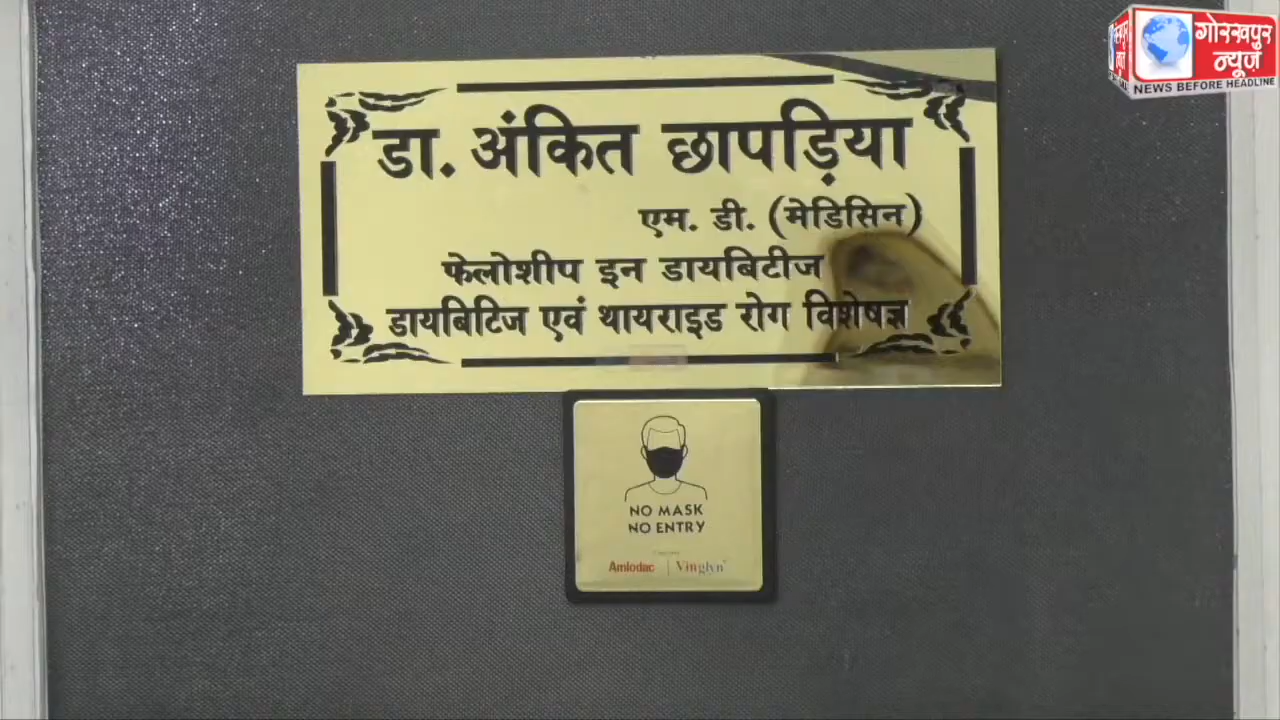 डा. अंकित छापड़िया
एम. डी. (मेडिसिन)
फेलोशीप इन डायबिटीज
डायबिटिज एवं थायराइड रोग विशेषज्ञ
NO MASK
NO ENTRY
Amlodac
Vinglyn
गोरखपुर
न्यूज़
NEWS BEFORE HEADLINE